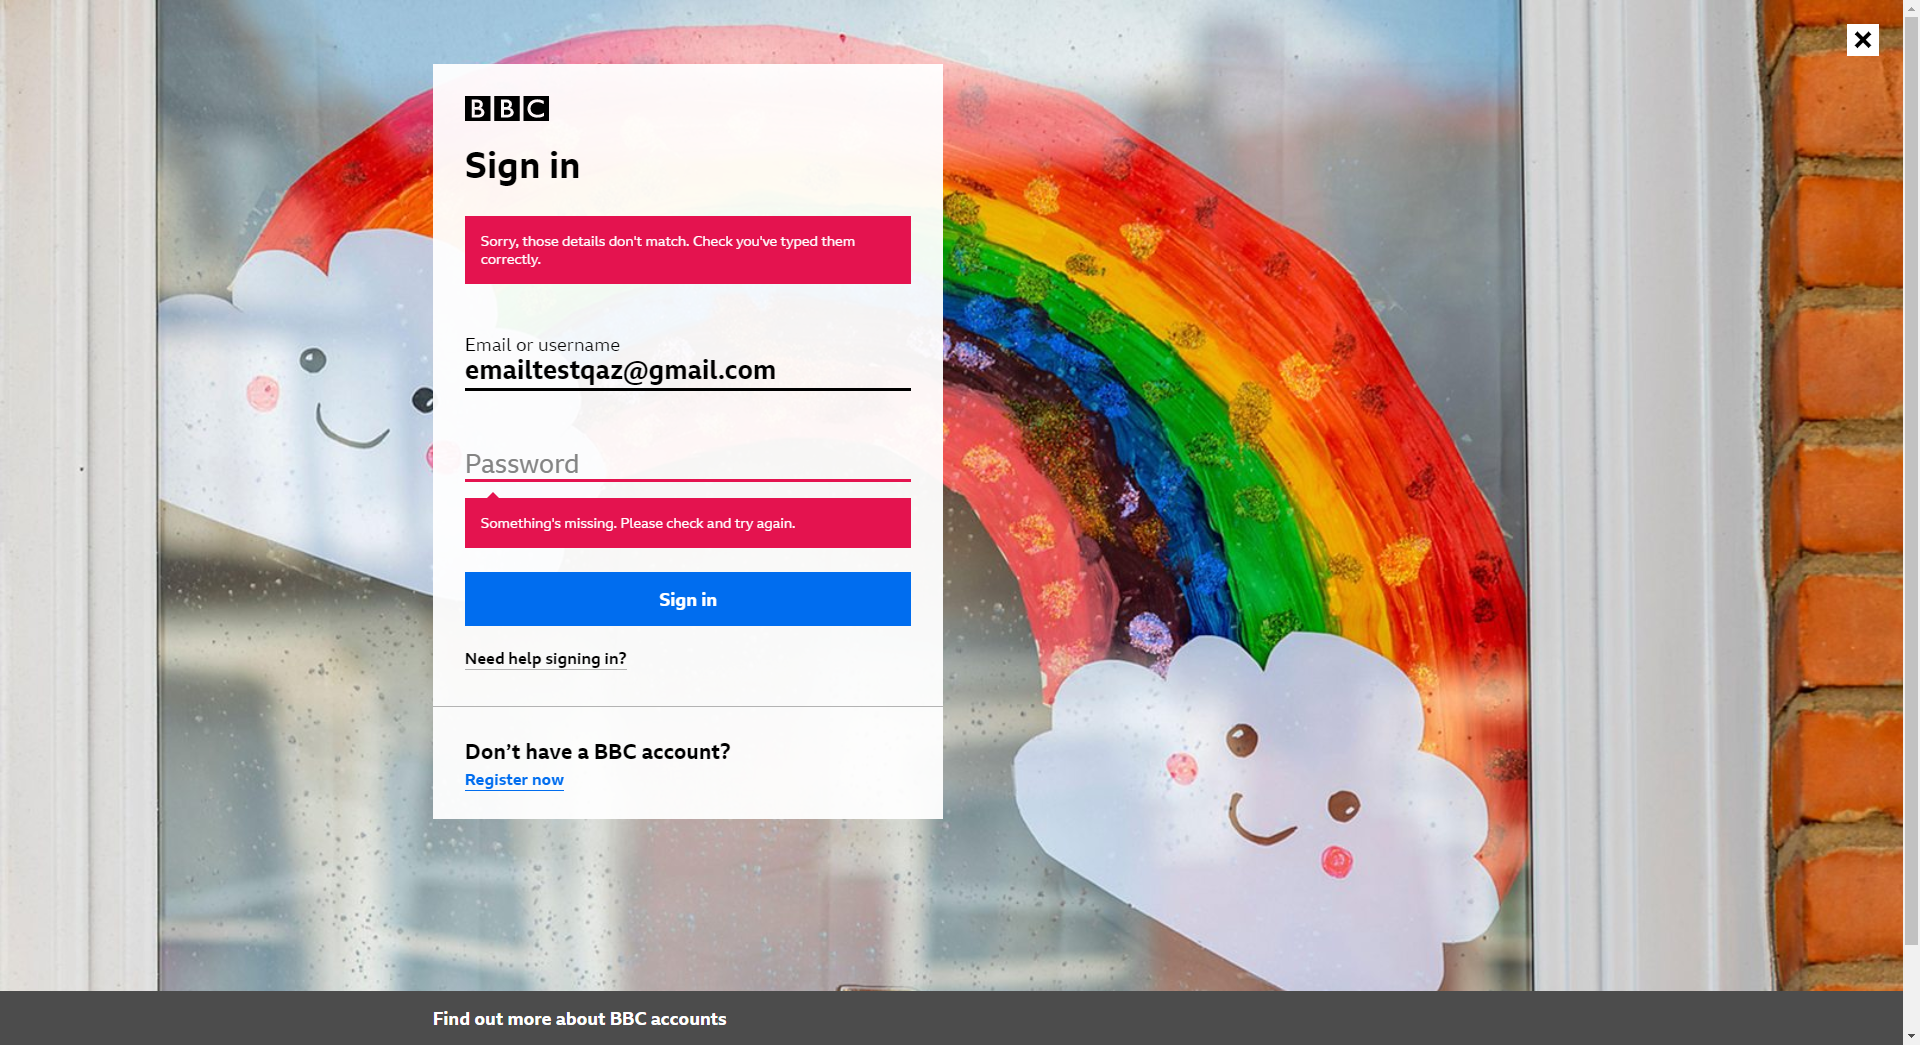 BBC
Sign in
Sorry, those details don't match. Check you've typed them
correctly.
Email or username
emailtestqaz@gmail.com
Password
Something's missing. Please check and try again.
Sign in
Need help signing in?
Don’t have a BBC account?
Register now
Find out more about BBC accounts